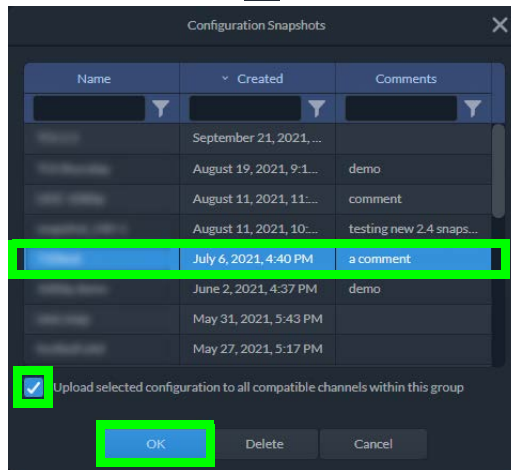 Configuration Snapshots
Name Created Comments
September 21, 2021, ...
August 19, 2021, 9:1... demo
August 11, 2021, 11:... comment
August 11, 2021, 10:... testing new 2.4 snaps...
July 6, 2021, 4:40 PM a comment
June 2, 2021, 4:37 PM demo
May 31, 2021, 5:43 PM
May 27, 2021, 5:17 PM
Upload selected configuration to all compatible channels within this group
OK Delete Cancel